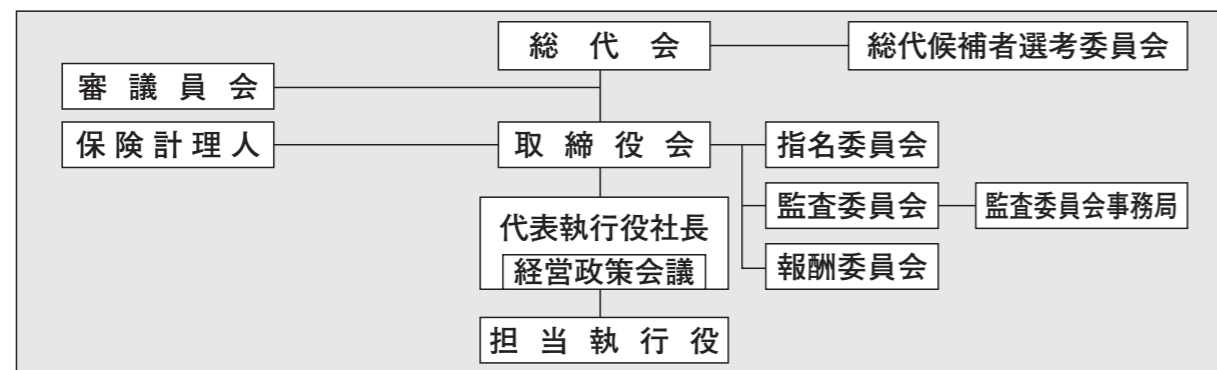 総代会
総代候補者選考委員会
審議員会
保険計理人
取締役会
指名委員会
監査委員会
監査委員会事務局
代表執行役社長
経営政策会議
報酬委員会
担当執行役